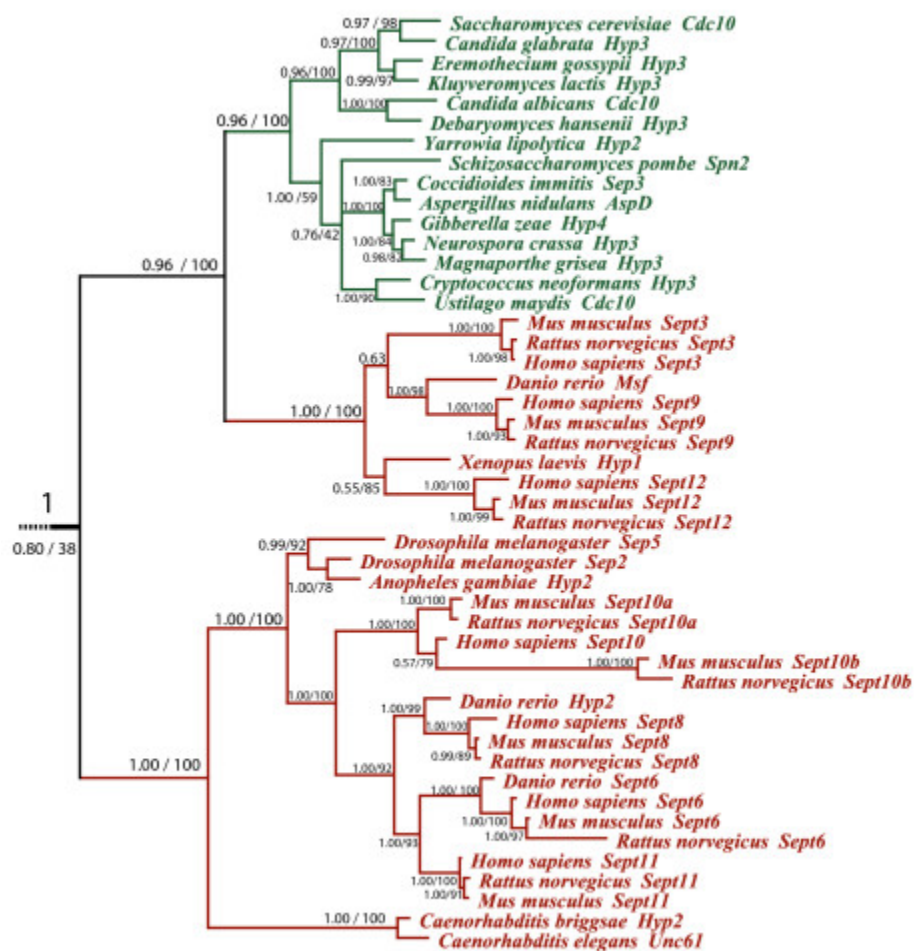 0.97 / 98
Saccharomyces cerevisiae Cdc10
0.97/100
Candida glabrata Hyp3
Eremothecium gossypii Hyp3
0.96/100
0.99/97
Kluyveromyces lactis Hyp3
1.00/100
Candida albicans Cdc10
0.96 / 100
Debaryomyces hansenii Hyp3
Yarrowia lipolytica Hyp2
Schizosaccharomyces pombe Spn2
1.00 /59
1.00/83
Coccidioides immitis Sep3
1.00/100
Aspergillus nidulans AspD
Gibberella zeae Hyp4
0.76/42
1.00/84
Neurospora crassa Hyp3
0.96 / 100
0.98/82
Magnaporthe grisea Hyp3
Cryptococcus neoformans Hyp3
1.00/90
Ustilago maydis Cdc10
1.00/100
Mus musculus Sept3
Rattus norvegicus Sept3
0.63
1.00/98
Homo sapiens Sept3
Danio rerio Msf
1.00/98
Homo sapiens Sept9
1.00 / 100
1.00/100
Mus musculus Sept9
1.00/93
Rattus norvegicus Sept9
Xenopus laevis Hyp1
1.00/100
Homo sapiens Sept12
0.55/85
Mus musculus Sept12
1
1.00/99
Rattus norvegicus Sept12
0.80 / 38
0.99/92
Drosophila melanogaster Sep5
Drosophila melanogaster Sep2
1.00/78
Anopheles gambiae Hyp2
1.00/100
Mus musculus Sept10a
1.00 /100
1.00/100
Rattus norvegicus Sept10a
Homo sapiens Sept10
0.57/79
1.00/100
Mus musculus Sept10b
Rattus norvegicus Sept10b
1.00/100
1.00/99
Danio rerio Hyp2
1.00/100
Homo sapiens Sept8
Mus musculus Sept8
0.99/89
Rattus norvegicus Sept8
1.00 / 100
1.00/92
Danio rerio Sept6
1.00/ 100
Homo sapiens Sept6
1.00/100
Mus musculus Sept6
1.00/97
Rattus norvegicus Sept6
1.00/93
Homo sapiens Sept11
1.00/100
Rattus norvegicus Sept11
1.00/91
Mus musculus Sept11
1.00 / 100
Caenorhabditis briggsae Hyp2
Caenorhabditis elegans Unc61